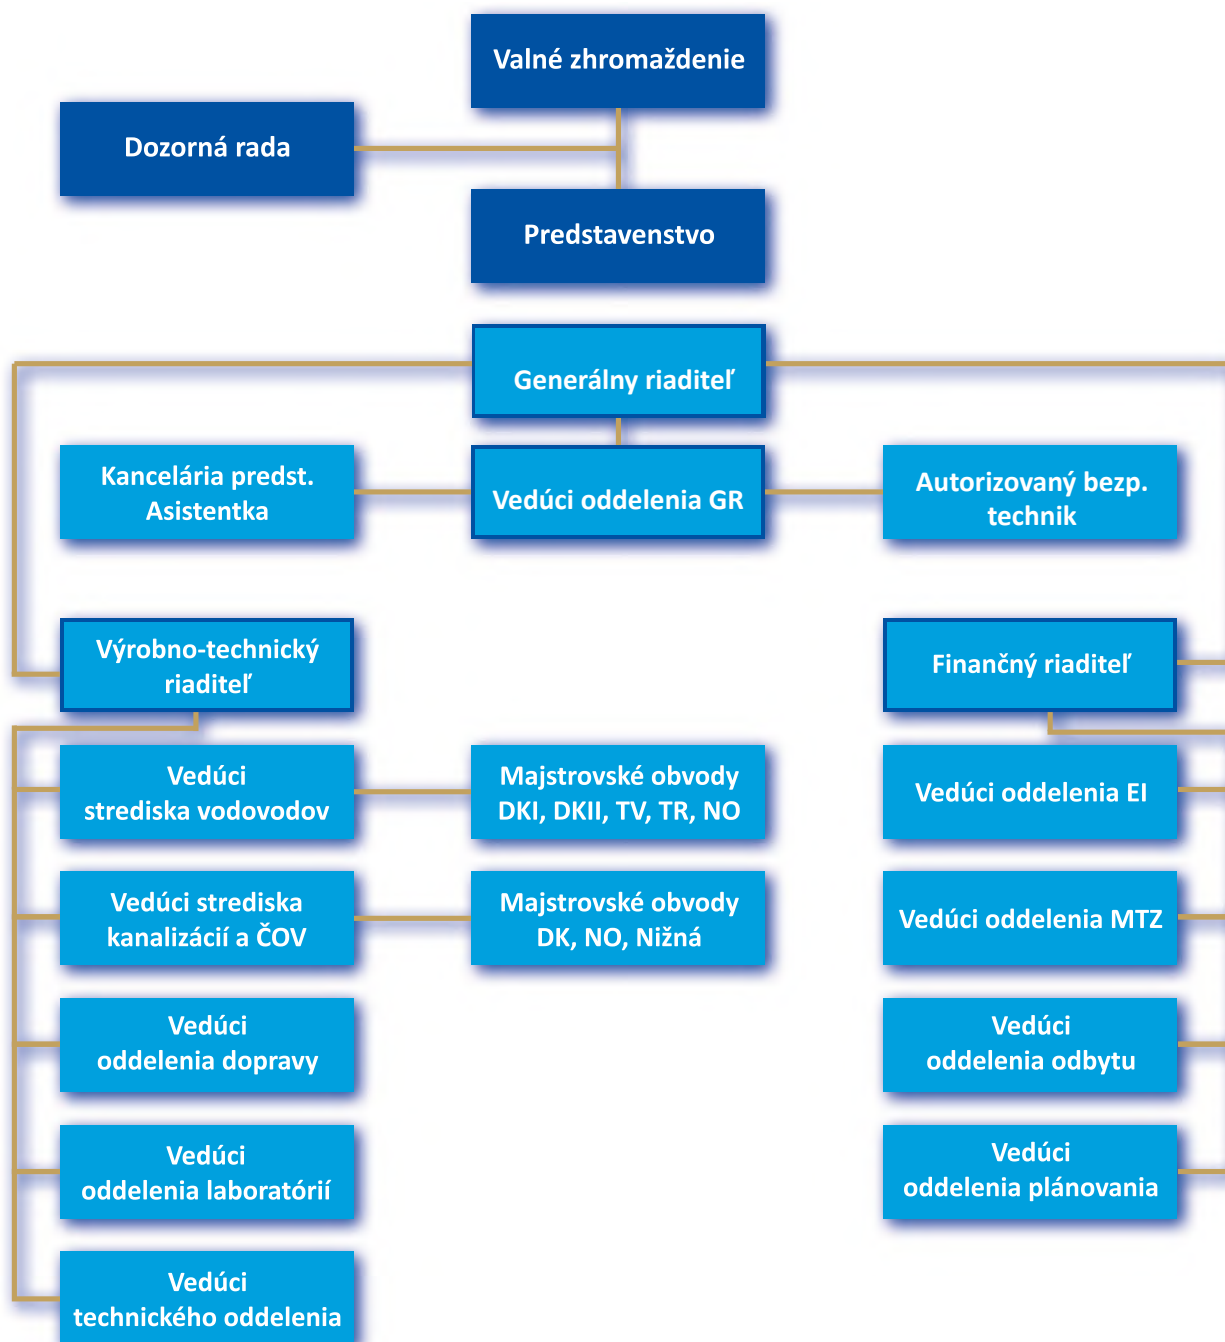 Valné zhromaždenie
Dozorná rada
Predstavenstvo
Generálny riaditeľ
Kancelária predst.
Asistentka
Vedúci oddelenia GR
Autorizovaný bezp.
technik
Výrobno-technický
riaditeľ
Finančný riaditeľ
Vedúci
strediska vodovodov
Majstrovské obvody
DKI, DKII, TV, TR, NO
Vedúci oddelenia EI
Vedúci strediska
kanalizácií a ČOV
Majstrovské obvody
DK, NO, Nižná
Vedúci oddelenia MTZ
Vedúci
oddelenia dopravy
Vedúci
oddelenia odbytu
Vedúci
oddelenia laboratórií
Vedúci
oddelenia plánovania
Vedúci
technického oddelenia